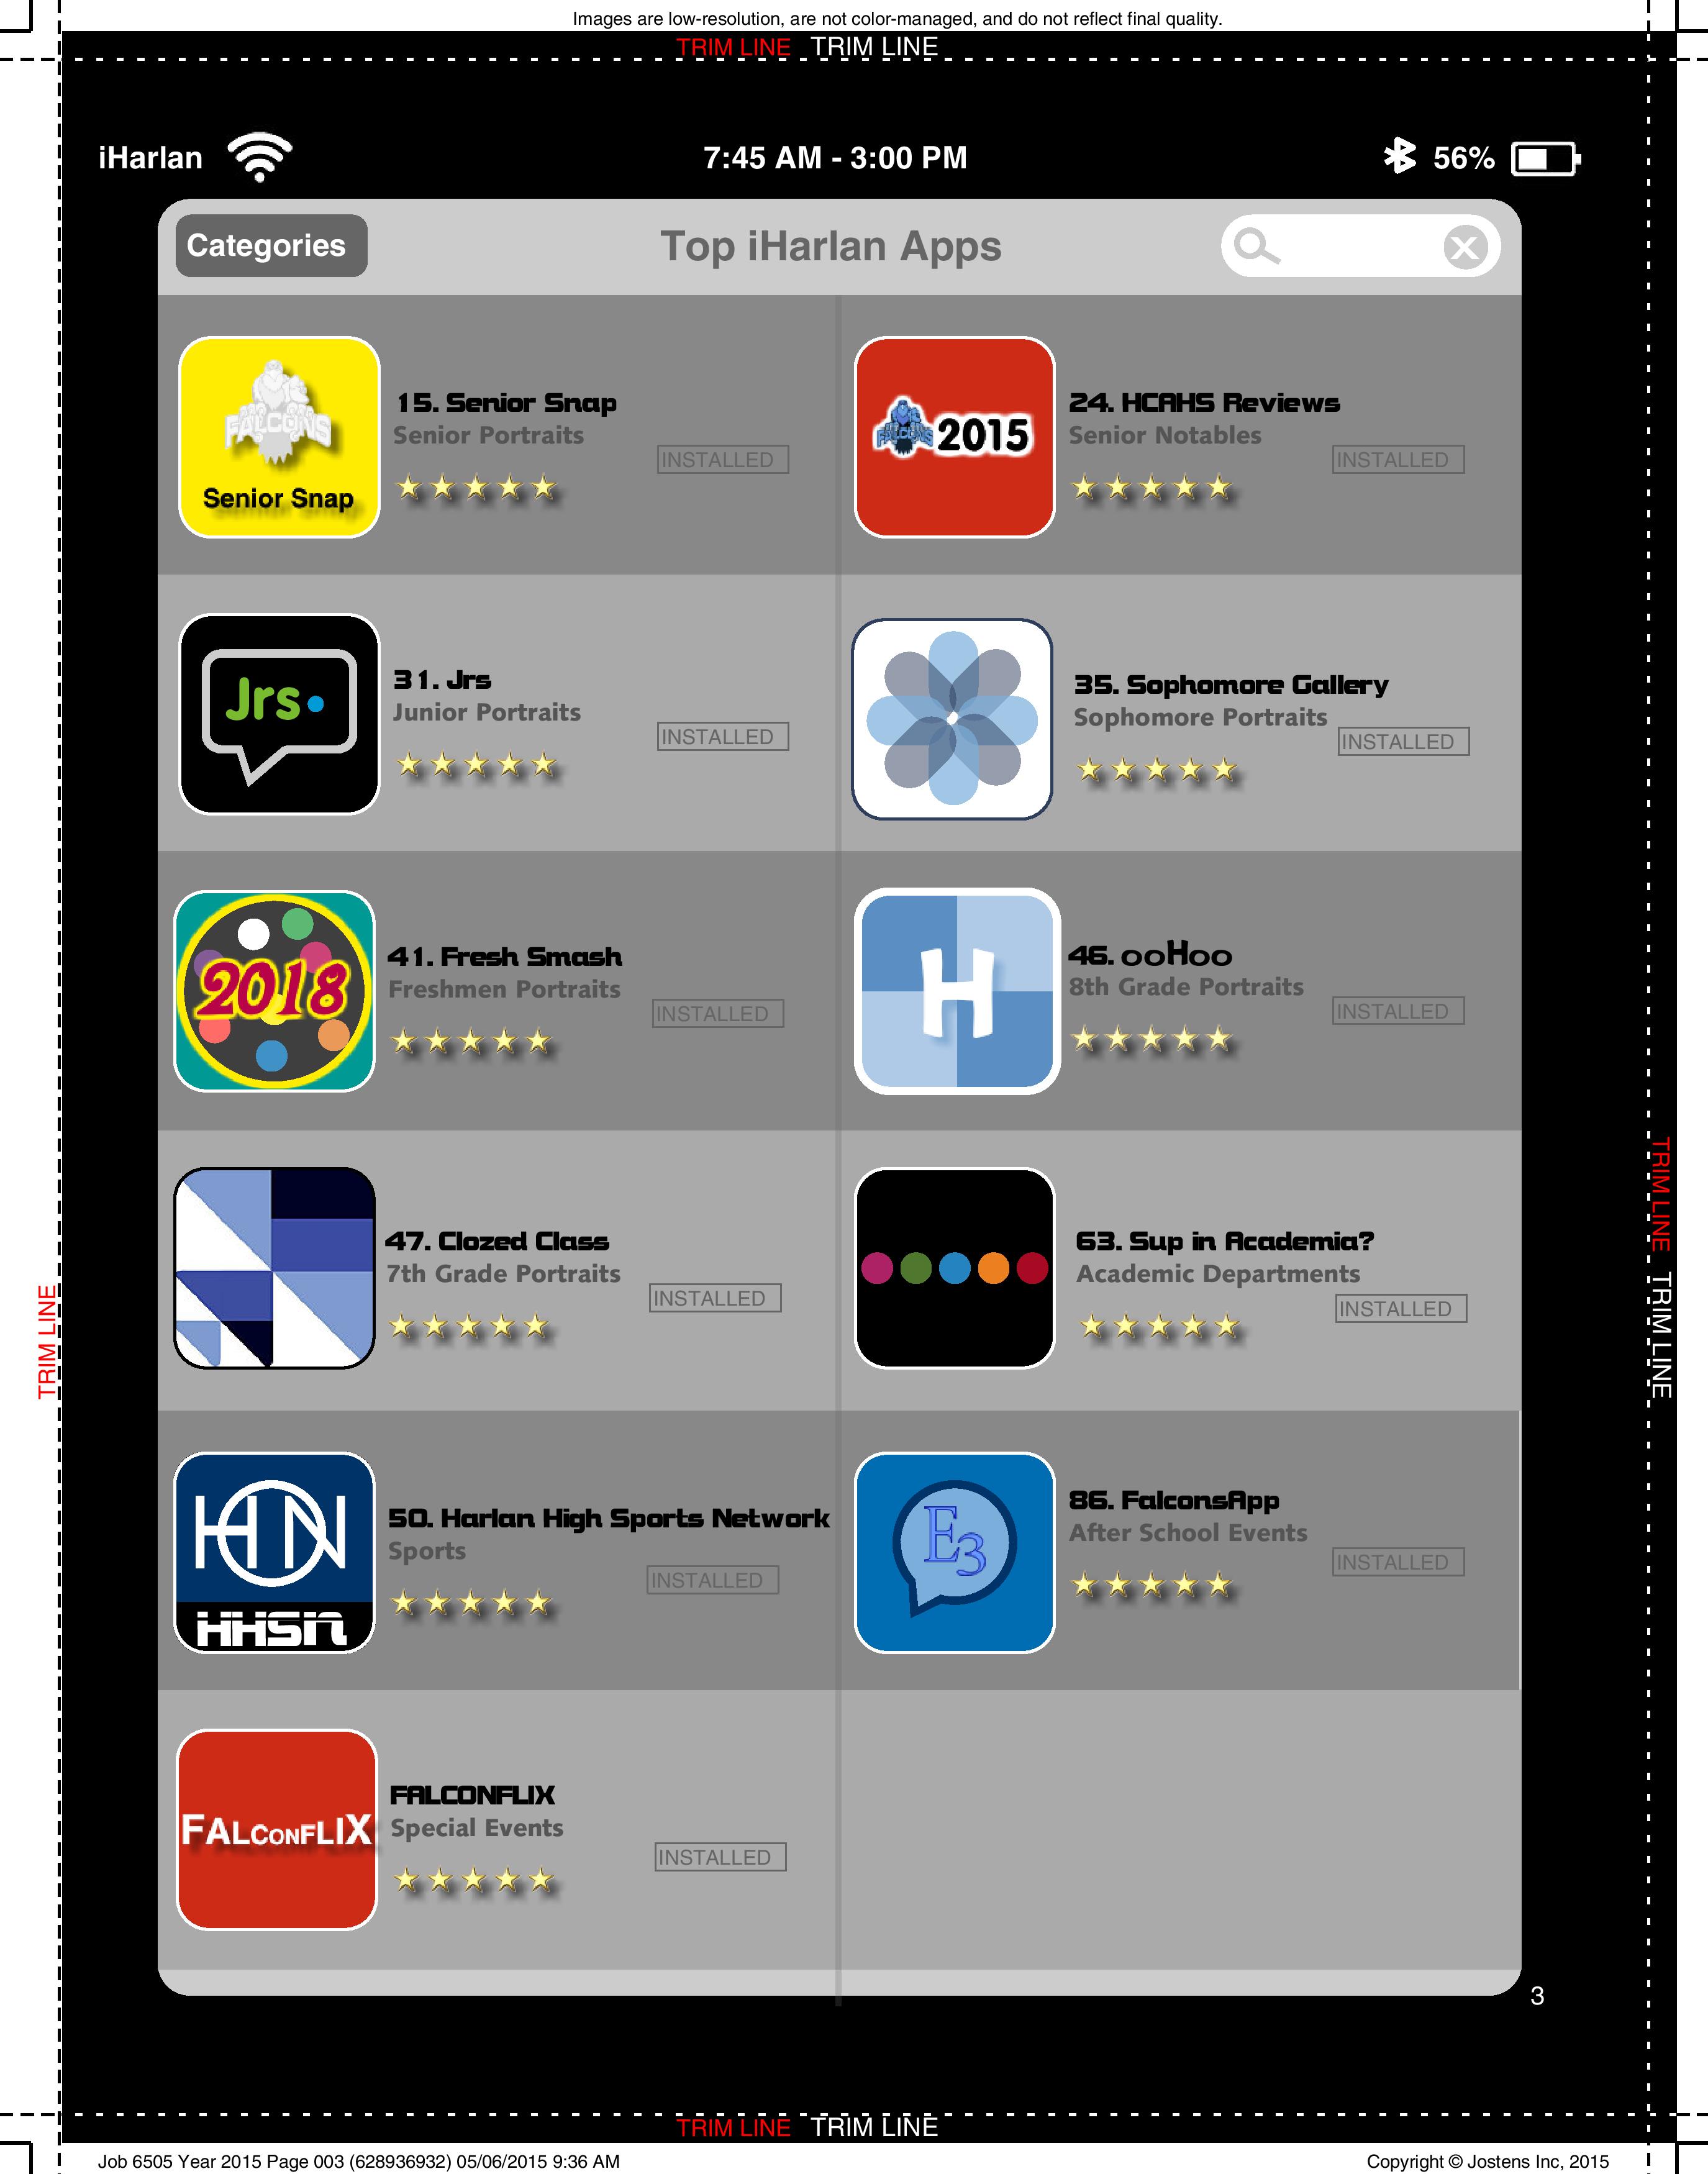 Images are low-resolution, are not color-managed, and do not reflect final quality.
TRIM LINE TRIM LINE
iHarlan 7:45 AM - 3:00 PM 56%
Categories Top iHarlan Apps
FALCONS
Senior Snap
15. Senior Snap
Senior Portraits
INSTALLED
FALCONS 2015
24. HCAHS Reviews
Senior Notables
INSTALLED
Jrs
31. Jrs
Junior Portraits
INSTALLED
35. Sophomore Gallery
Sophomore Portraits
INSTALLED
2018
41. Fresh Smash
Freshmen Portraits
INSTALLED
H
46. ooHoo
8th Grade Portraits
INSTALLED
47. Clozed Class
7th Grade Portraits
INSTALLED
63. Sup in Academia?
Academic Departments
INSTALLED
HN
HHSN
50. Harlan High Sports Network
Sports
INSTALLED
E3
86. FalconsApp
After School Events
INSTALLED
FALCONFLIX
FALCONFLIX
Special Events
INSTALLED
3
TRIM LINE
TRIM LINE TRIM LINE
TRIM LINE TRIM LINE
Job 6505 Year 2015 Page 003 (628936932) 05/06/2015 9:36 AM
Copyright © Jostens Inc, 2015